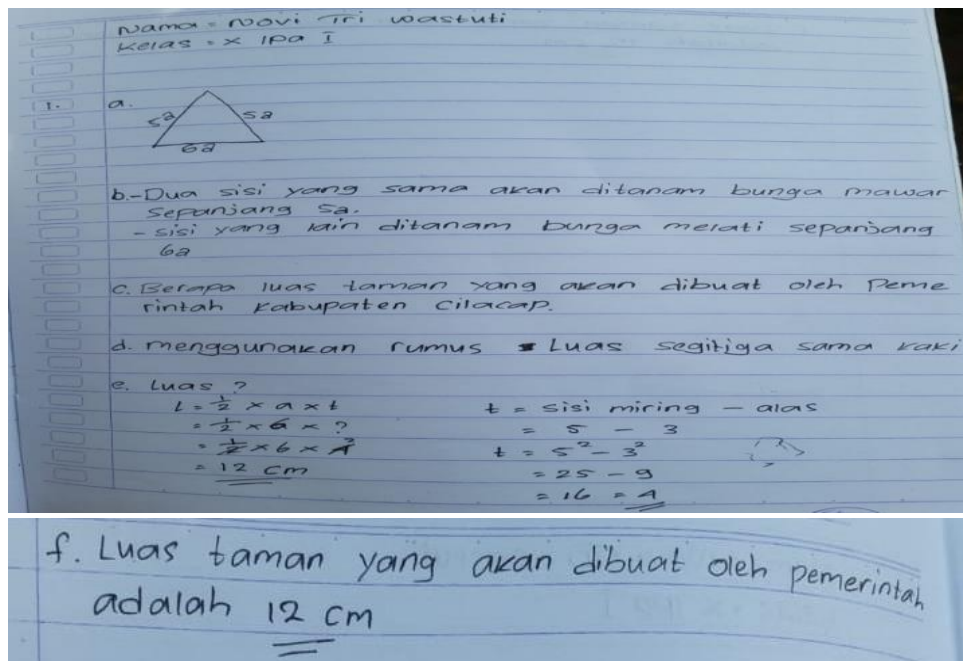 Nama = Novi Tri Wastuti
Kelas = X IPA I
1. a.
5a 5a
6a
b.-Dua sisi yang sama akan ditanam bunga mawar
sepanjang 5a.
- sisi yang lain ditanam bunga melati sepanjang
6a
c. Berapa luas taman yang akan dibuat oleh Peme
rintah Kabupaten Cilacap.
d. menggunakan rumus Luas segitiga sama kaki
e. Luas ?
L = 1/2 × a × t
= 1/2 × 6 × ?
= 1/2 × 6 × 4 2
= 12 cm
t = sisi miring - alas
= 5 - 3
t = 5² - 3²
= 25 - 9
= 16 = 4
f. Luas taman yang akan dibuat oleh pemerintah
adalah 12 cm